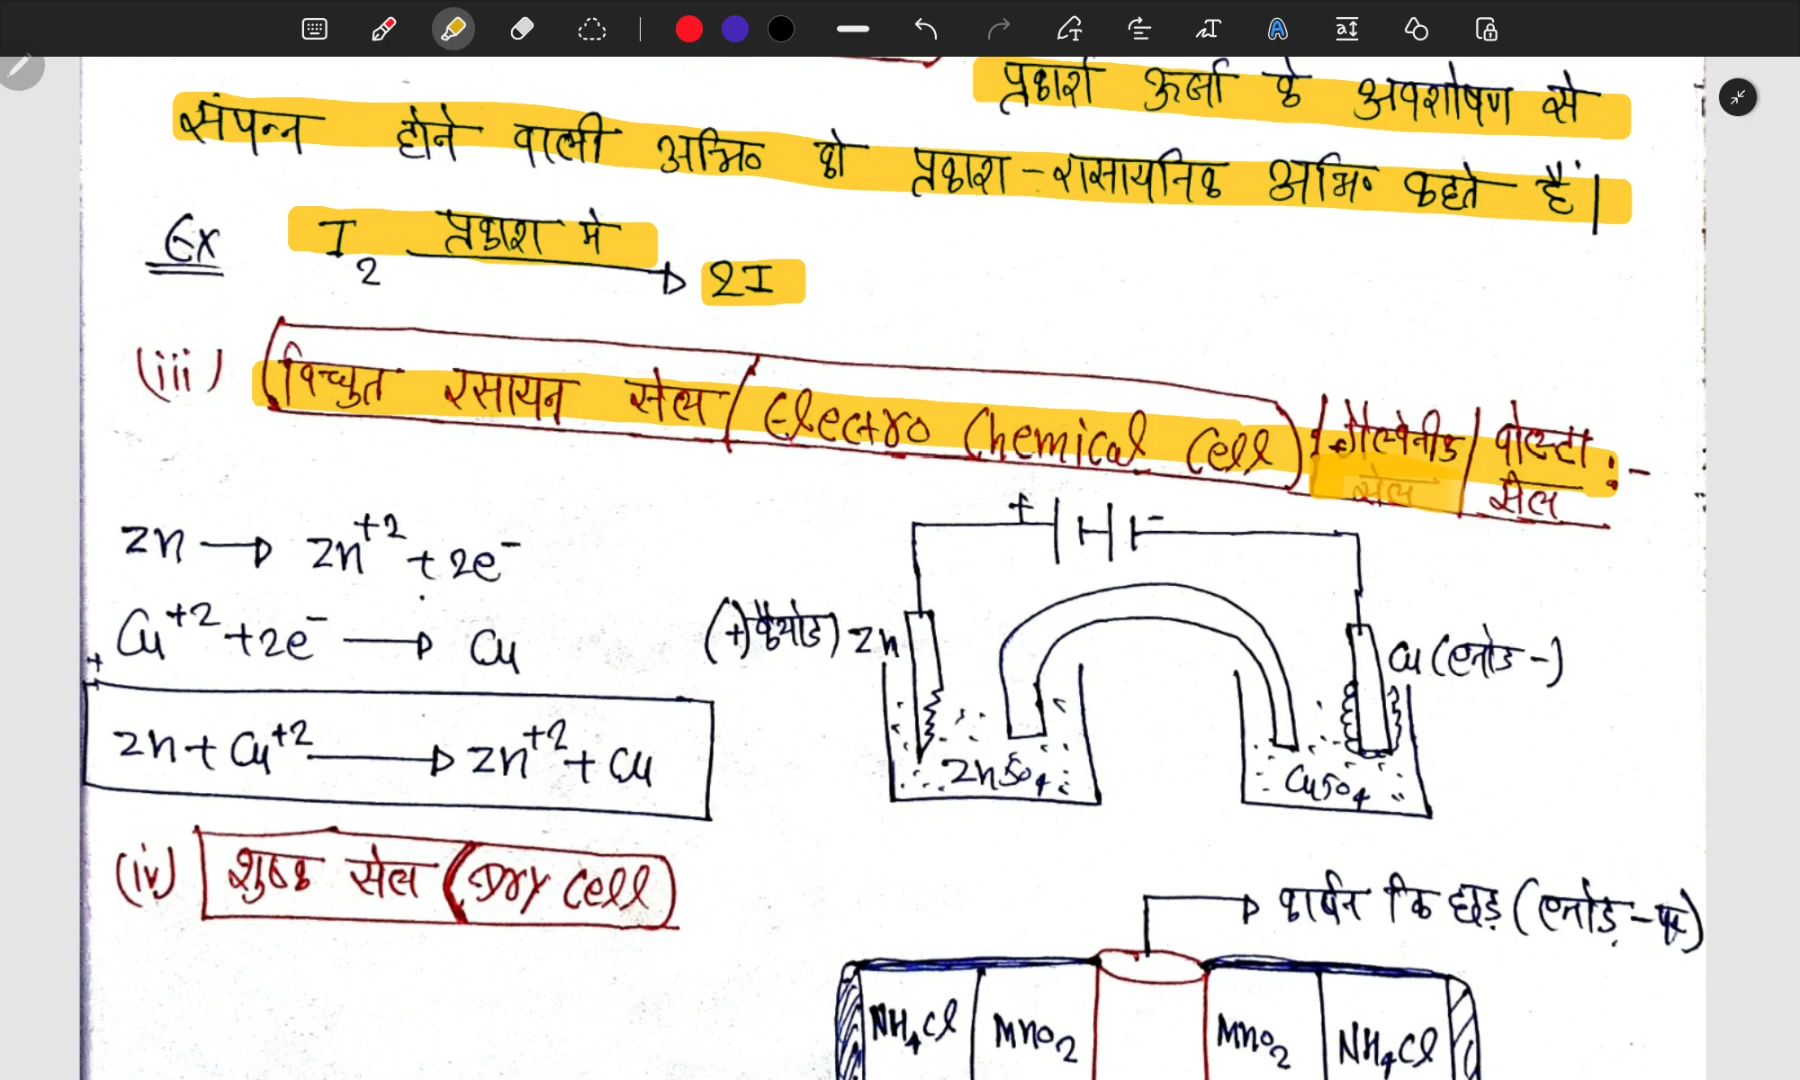 प्रकाश ऊर्जा के अवशोषण से
संपन्न होने वाली अभि० को प्रकाश-रासायनिक अभि० कहते हैं|
Ex I₂ प्रकाश मे → 2I
(iii) विद्युत रसायन सेल / Electro Chemical Cell / गैल्वेनीक सेल / वोल्टा सेल :-
Zn → Zn⁺² + 2e⁻
Cu⁺² + 2e⁻ → Cu
+
Zn + Cu⁺² → Zn⁺² + Cu
+ -
(+) कैथोड) Zn
Cu (एनोड -)
ZnSO₄
CuSO₄
(iv) शुष्क सेल (Dry Cell)
→ कार्बन कि छड़ (एनोड -
NH₄Cl MnO₂ MnO₂ NH₄Cl